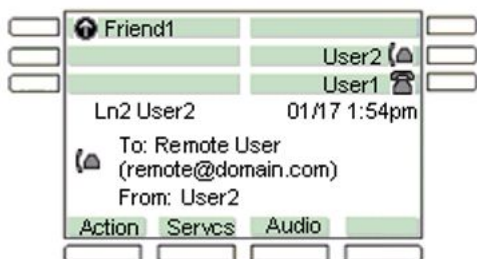 Friend1
User2
User1
Ln2 User2 01/17 1:54pm
To: Remote User
(remote@domain.com)
From: User2
Action Servcs Audio